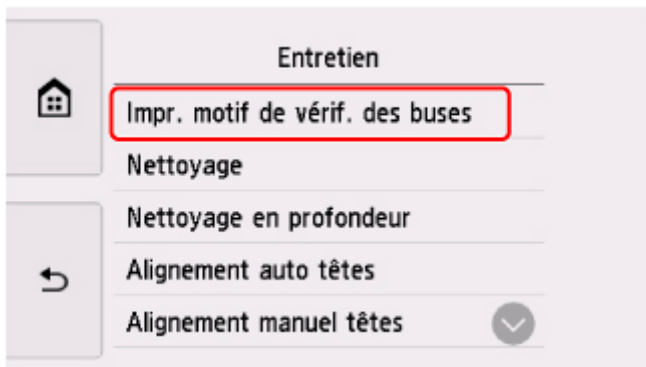 Entretien
Impr. motif de vérif. des buses
Nettoyage
Nettoyage en profondeur
Alignement auto têtes
Alignement manuel têtes